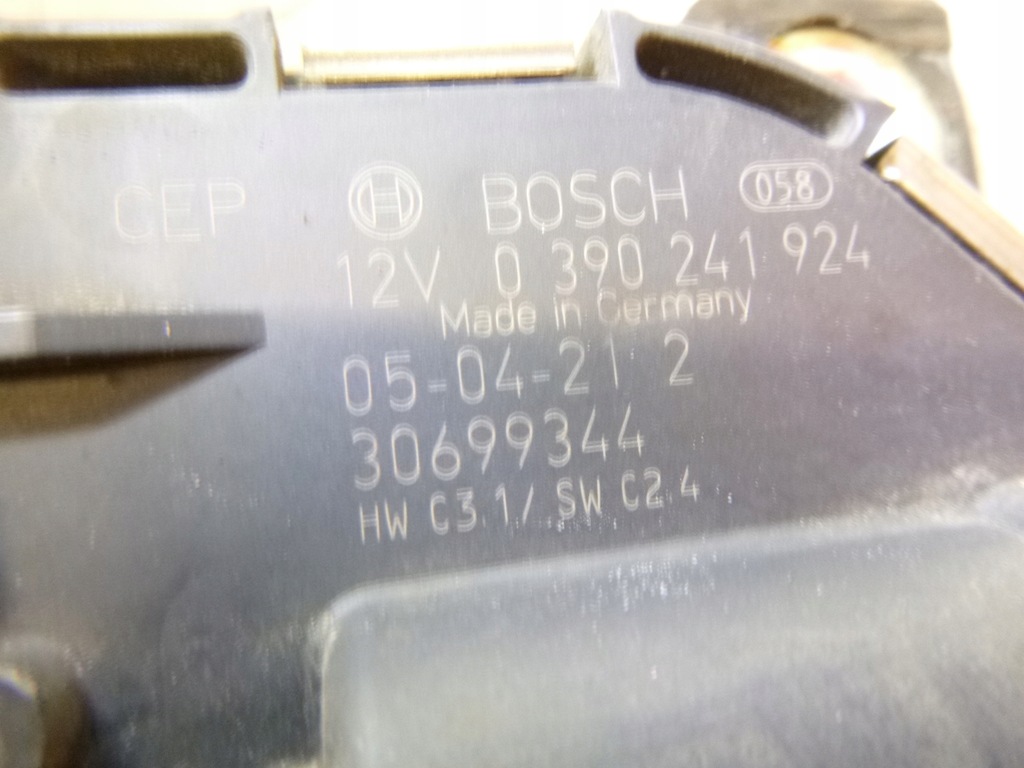 CEP BOSCH 058
12V 0 390 241 924
Made in Germany
05-04-21 2
30699344
HW C3.1/ SW C2.4